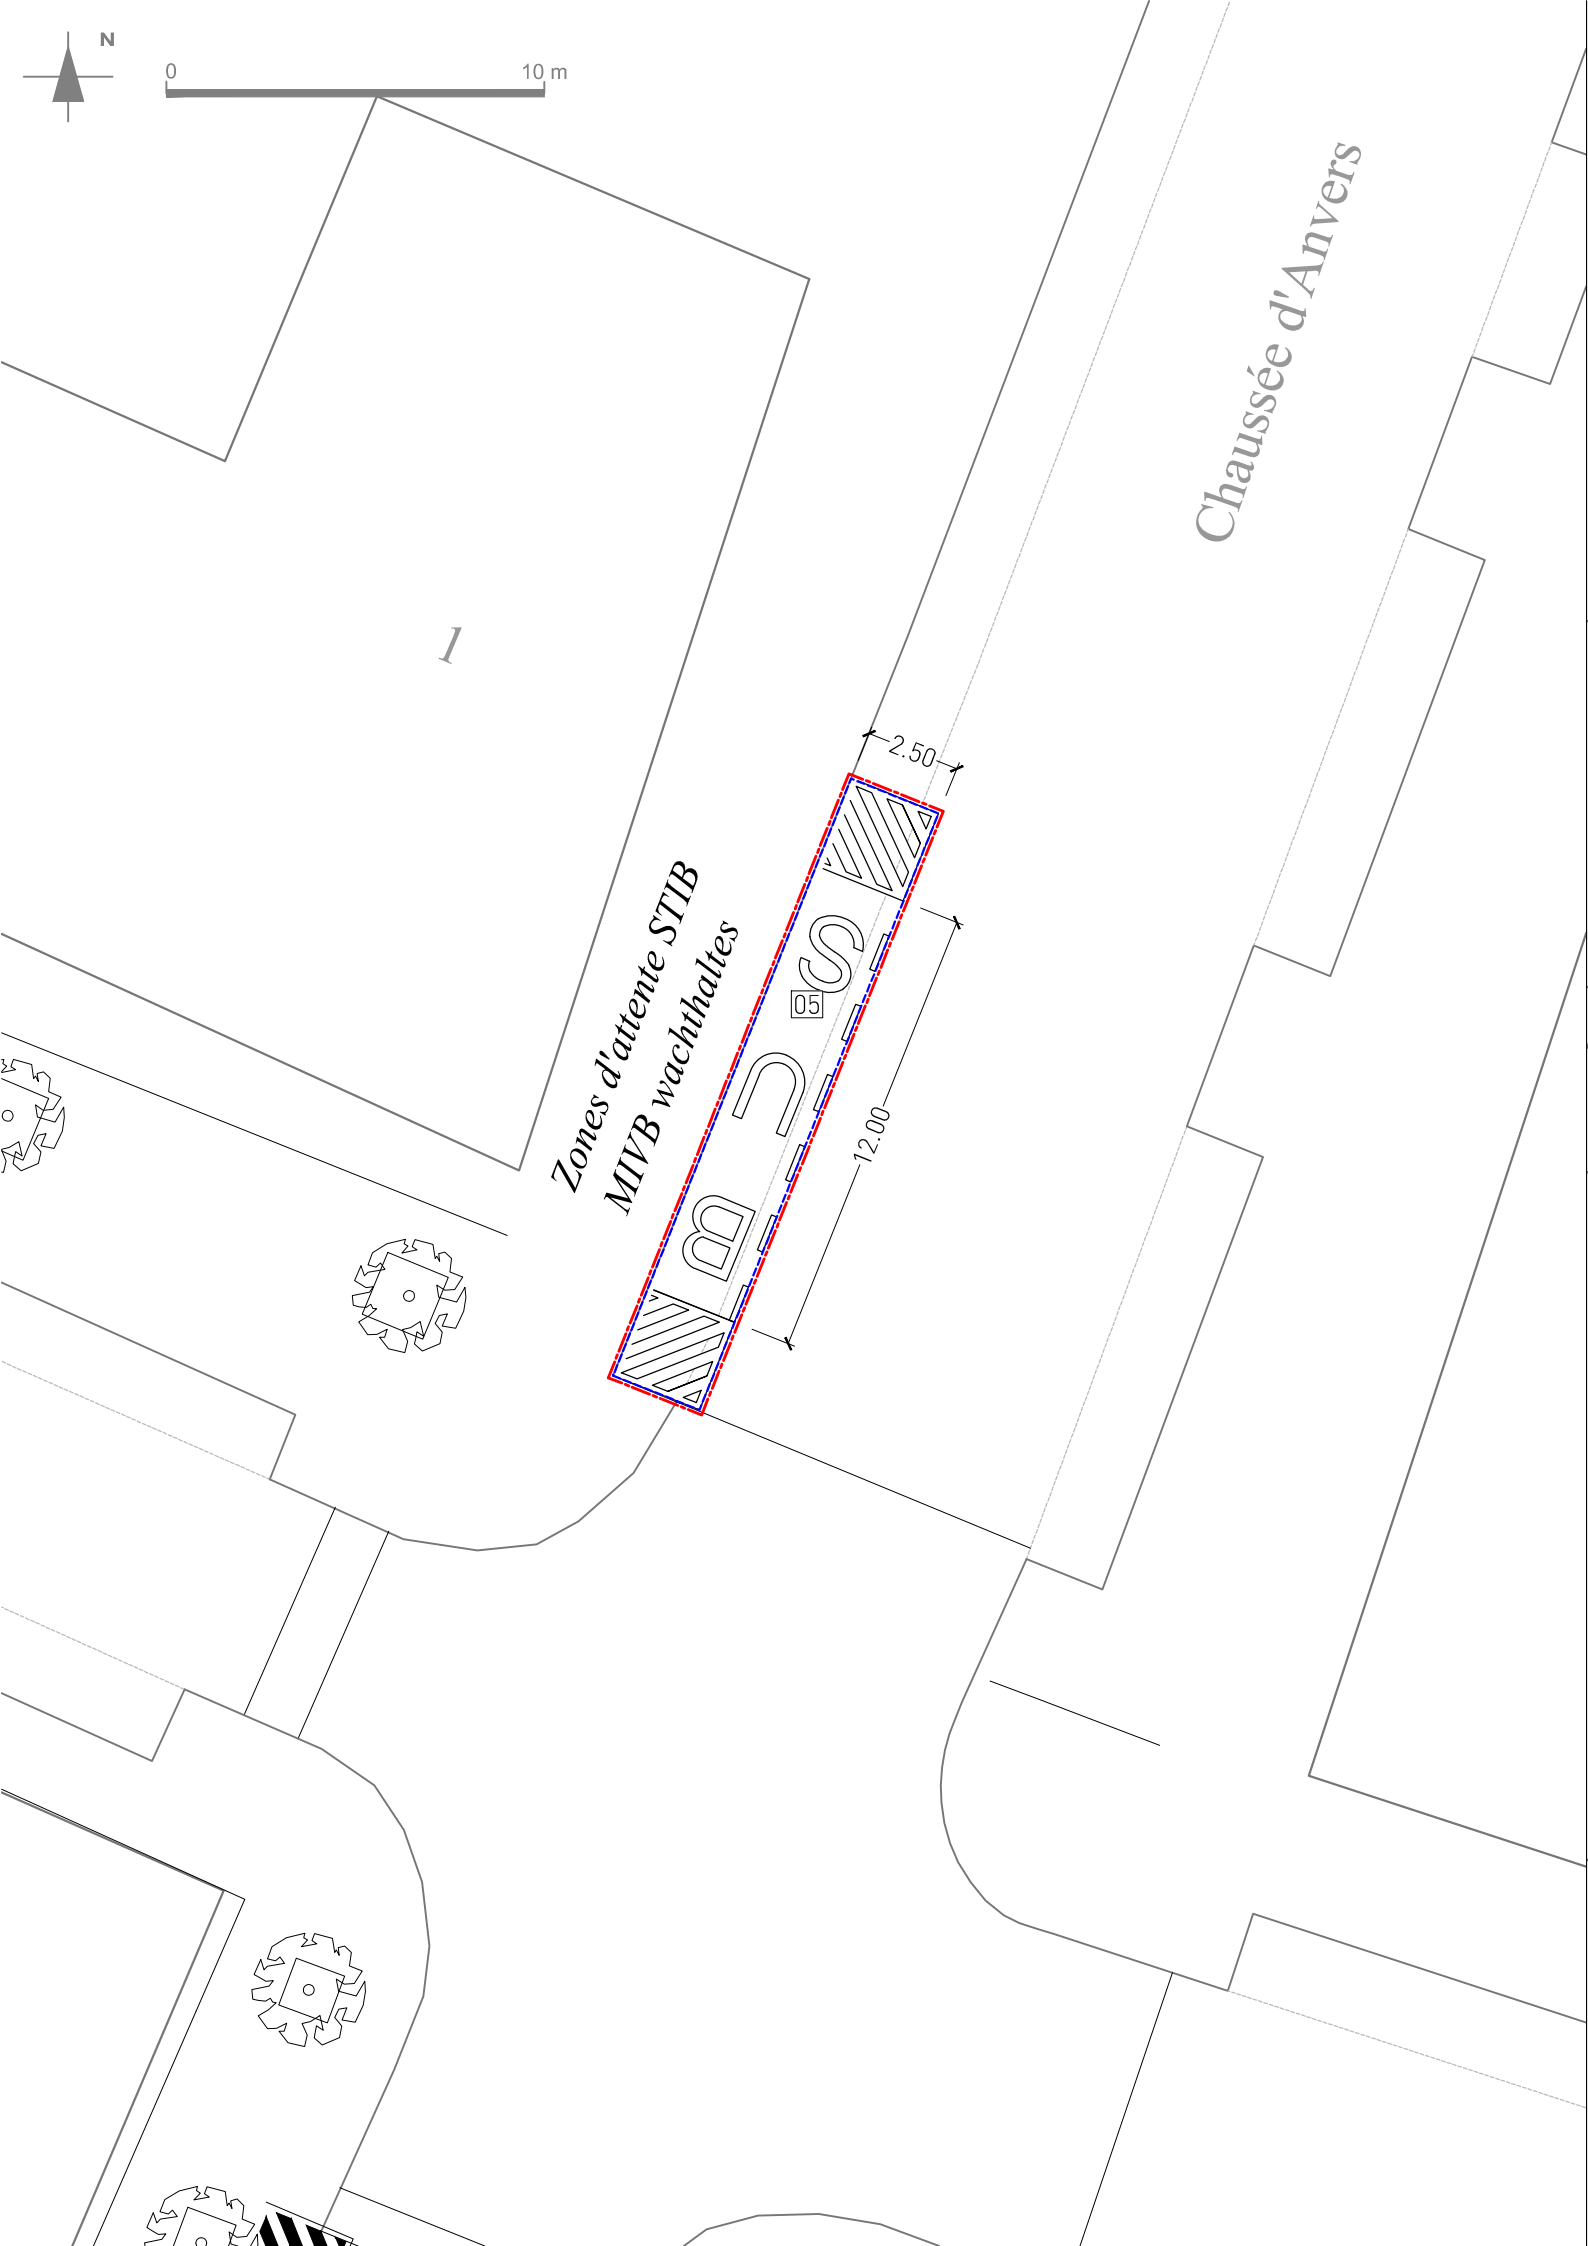 N
0 10 m
Chaussée d'Anvers
1
2.50
Zones d'attente STIB
MIVB wachthaltes
BUS
05
12.00